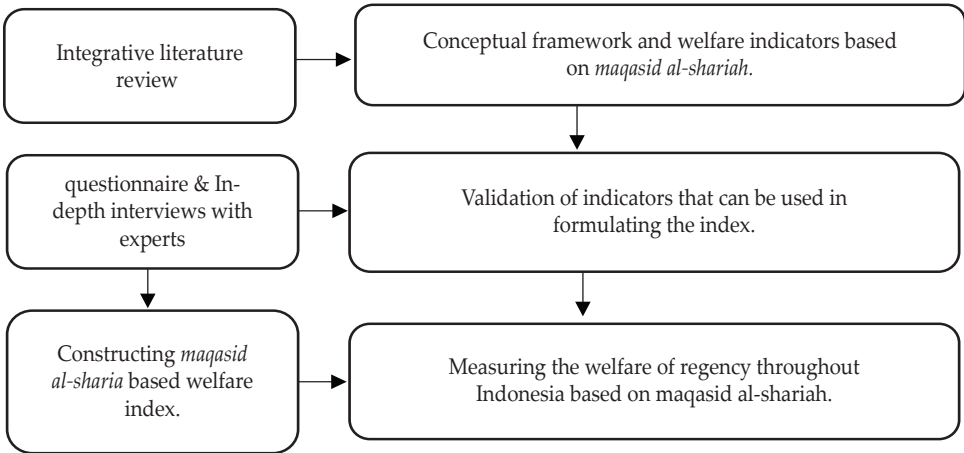 Integrative literature
review
Conceptual framework and welfare indicators based
on maqasid al-shariah.
questionnaire & In-
depth interviews with
experts
Validation of indicators that can be used in
formulating the index.
Constructing maqasid
al-sharia based welfare
index.
Measuring the welfare of regency throughout
Indonesia based on maqasid al-shariah.